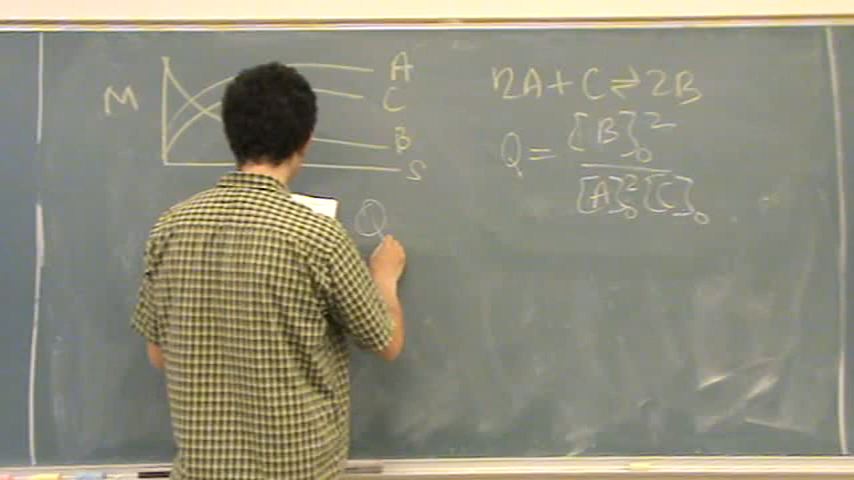 M
A
C
B
S
2A + C ⇌ 2B
Q = [B]₀² / [A]₀² [C]₀
Q